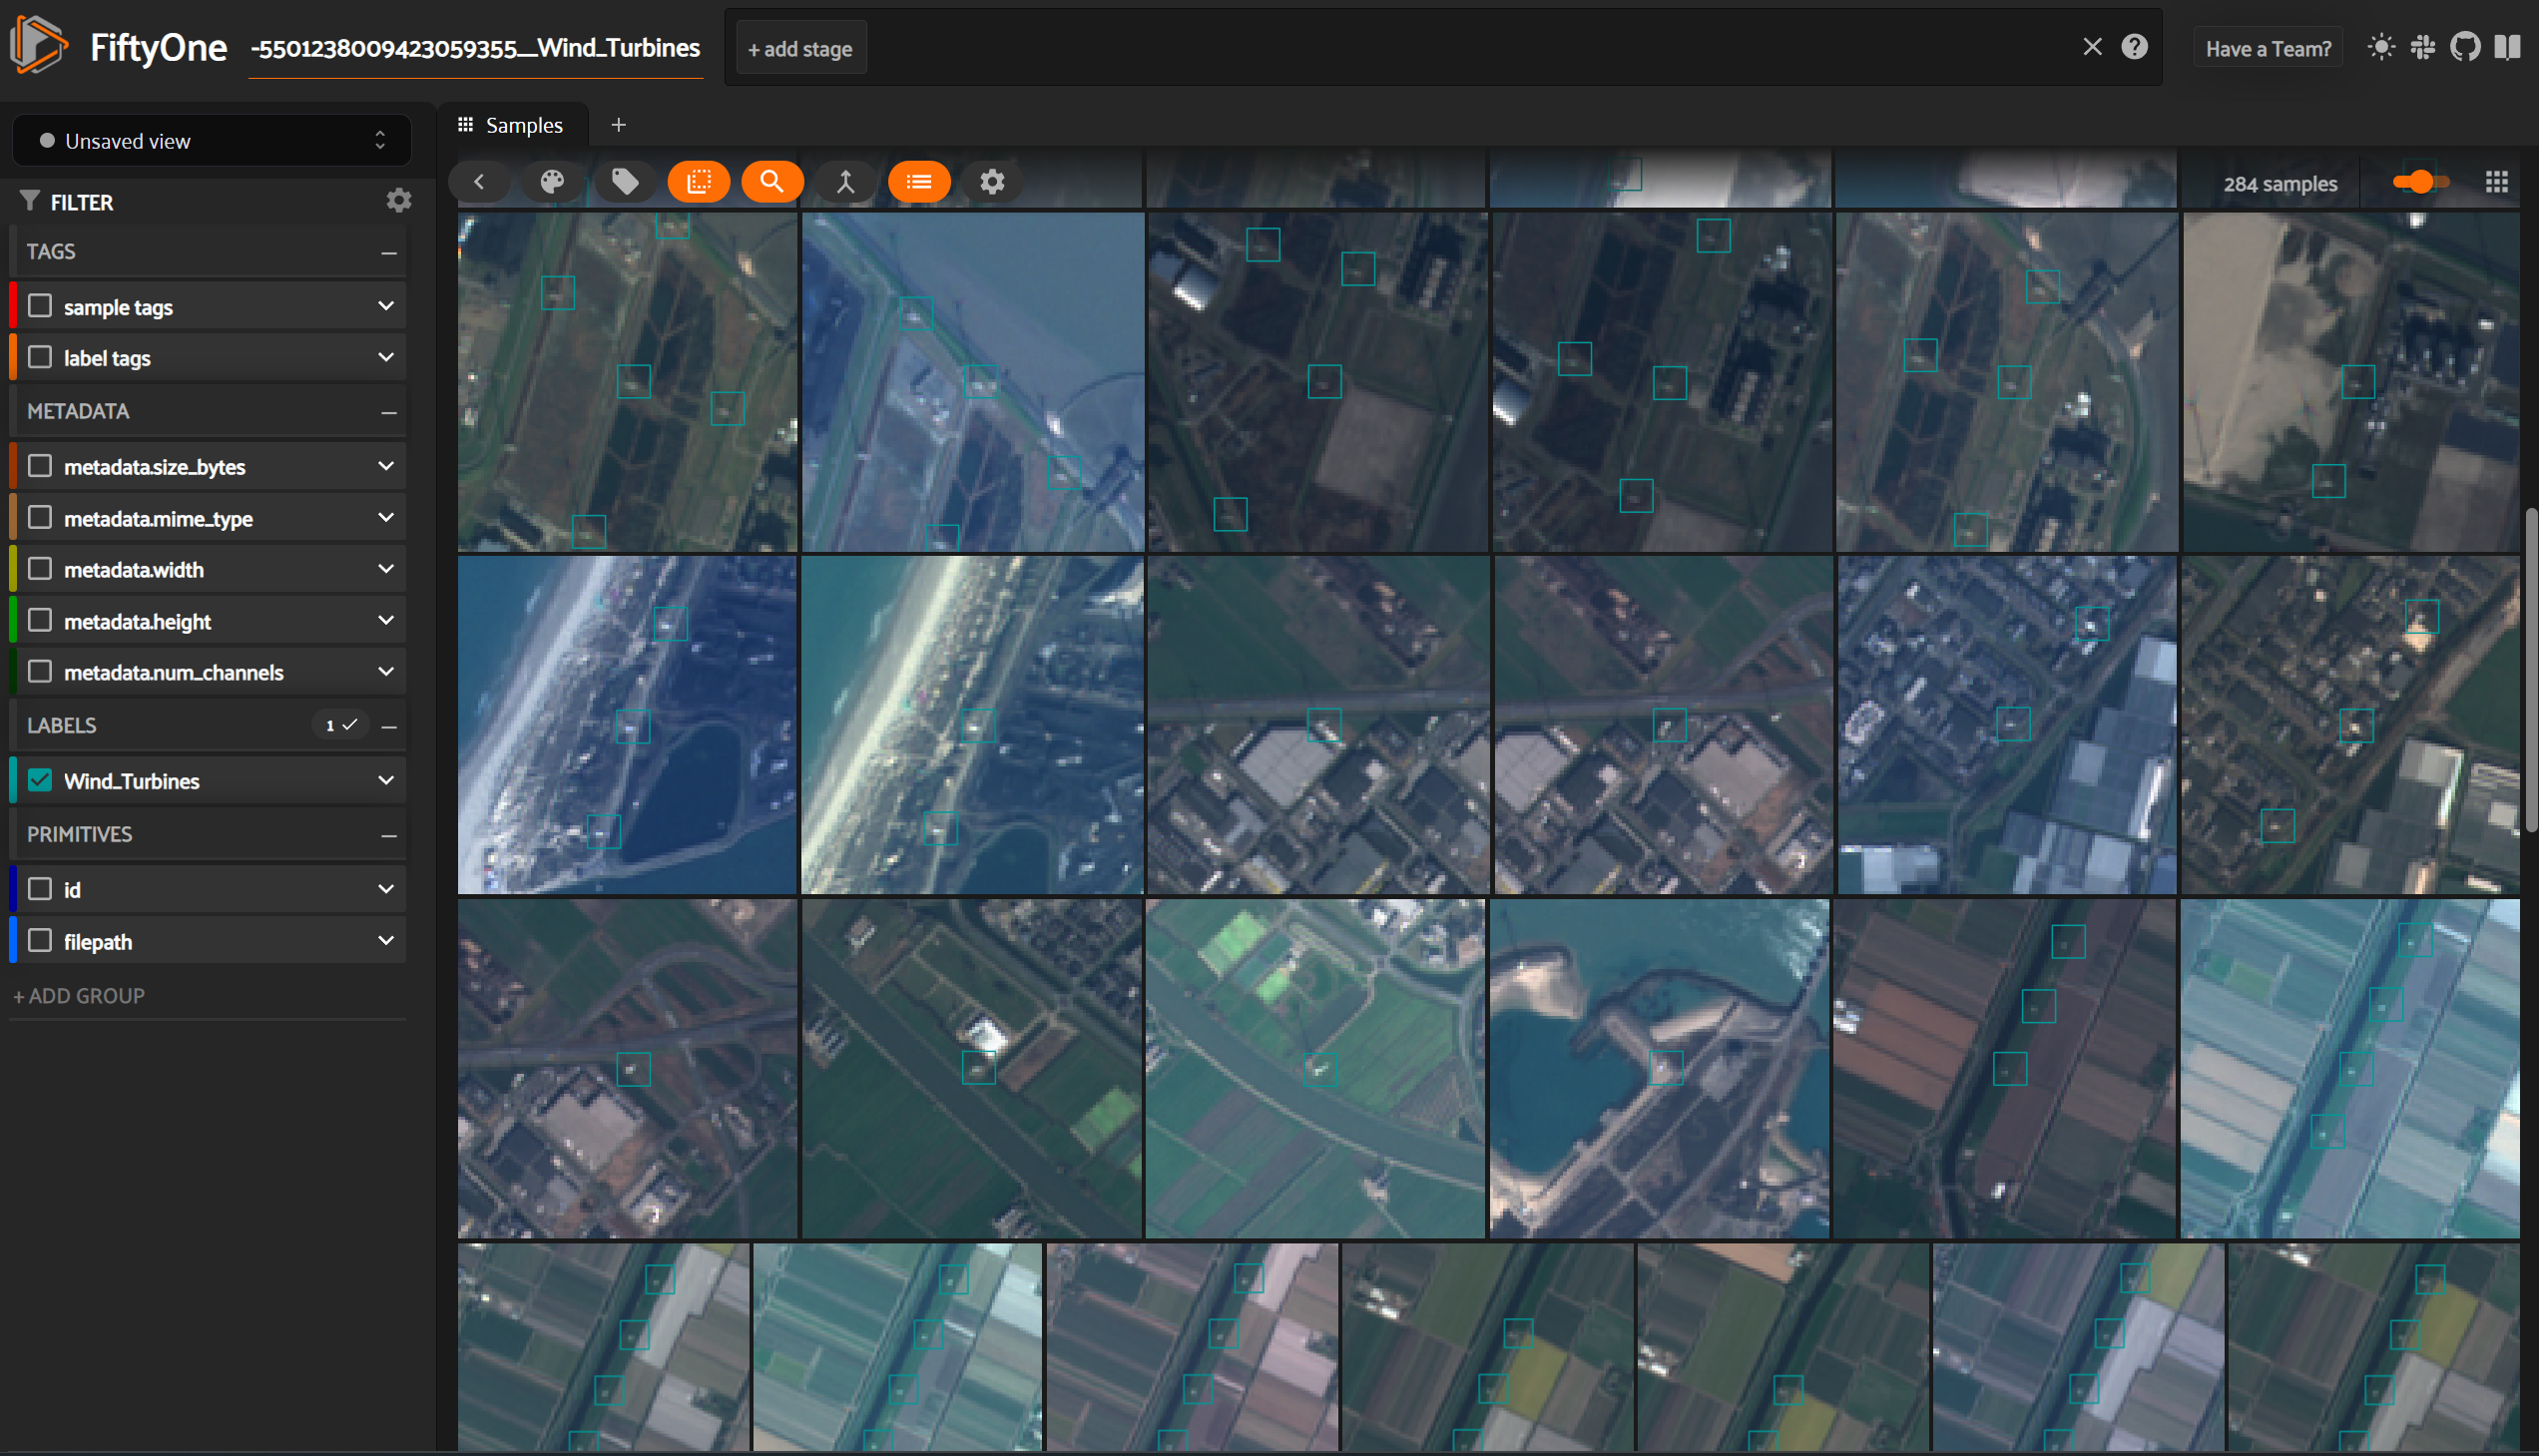 FiftyOne
-5501238009423059355__Wind_Turbines
+ add stage
Have a Team?
Unsaved view
Samples
FILTER
284 samples
TAGS
sample tags
label tags
METADATA
metadata.size_bytes
metadata.mime_type
metadata.width
metadata.height
metadata.num_channels
LABELS
1
Wind_Turbines
PRIMITIVES
id
filepath
+ ADD GROUP